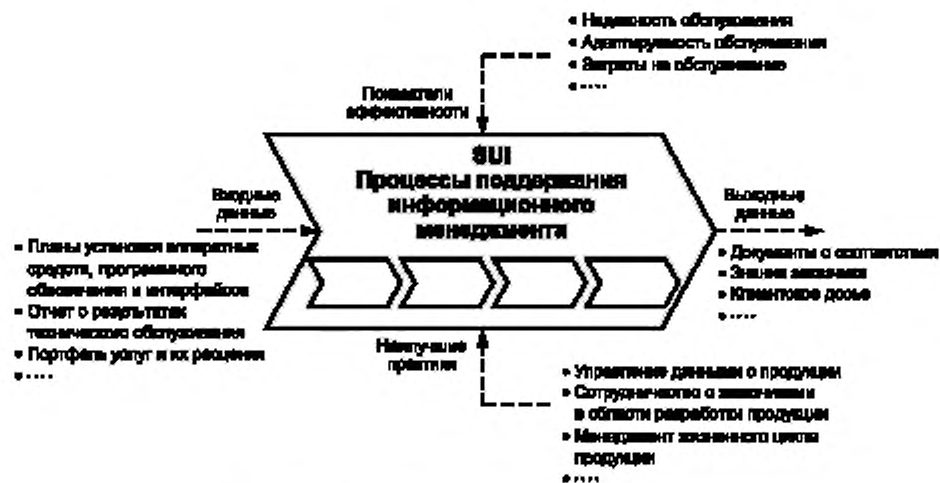 • Надежность обслуживания
• Адаптируемость обслуживания
• Затраты на обслуживание
• ....
Показатели
эффективности
SUI
Процессы поддержания
информационного
менеджмента
Входные
данные
• Планы установки аппаратных
средств, программного
обеспечения и интерфейсов
• Отчет о результатах
технического обслуживания
• Портфель услуг и их расценки
• ....
Выходные
данные
• Документы о соответствии
• Знания заказчика
• Клиентское досье
• ....
Наилучшие
практики
• Управление данными о продукции
• Сотрудничество с заказчиками
в области разработки продукции
• Менеджмент жизненного цикла
продукции
• ....